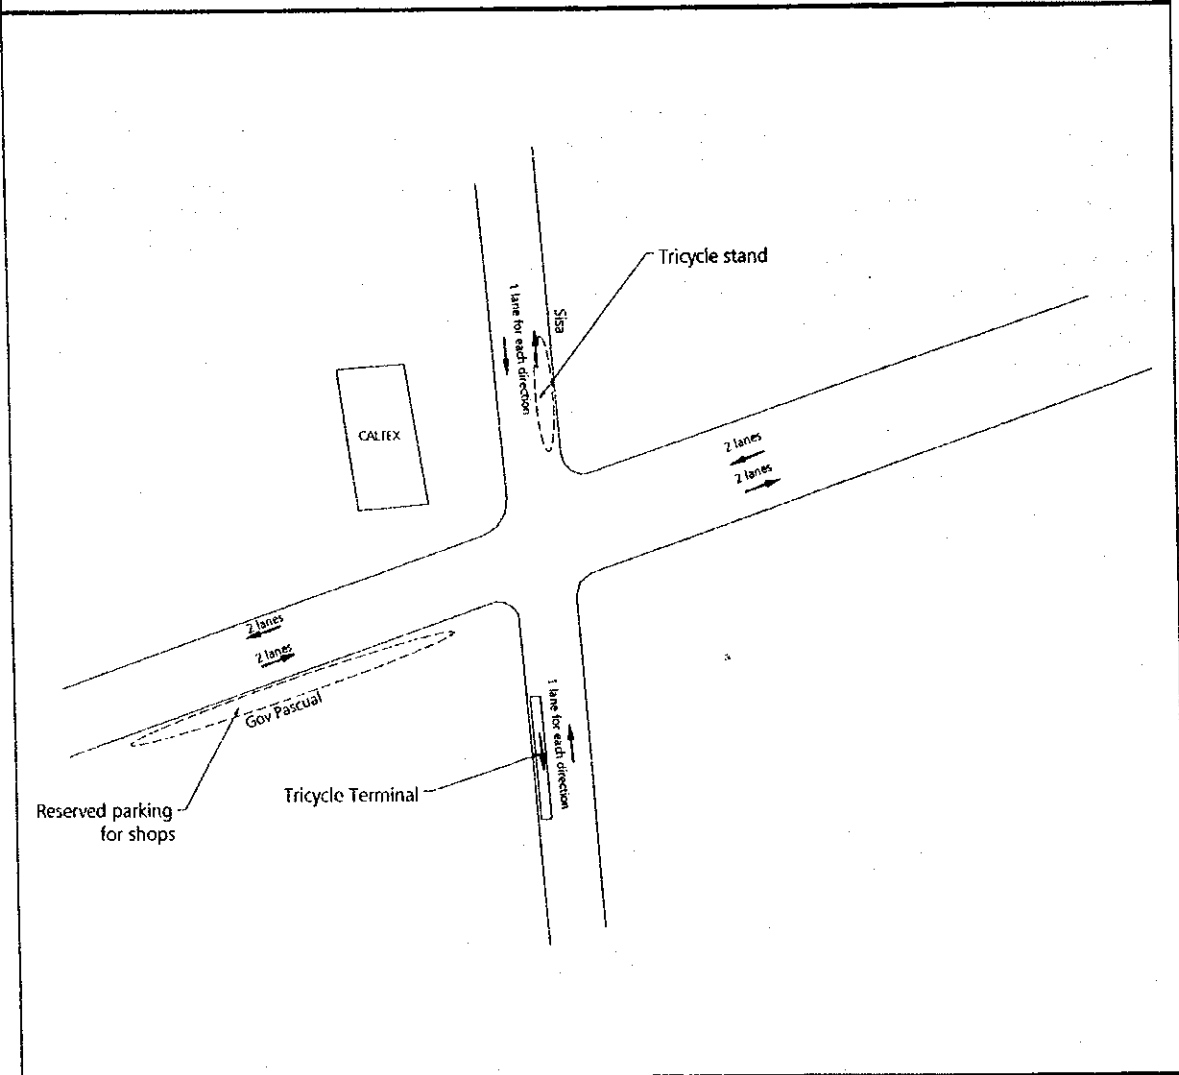 Tricycle stand
Sisa
1 lane for each direction
CALTEX
2 lanes
2 lanes
2 lanes
2 lanes
Gov Pascual
1 lane for each direction
Tricycle Terminal
Reserved parking
for shops